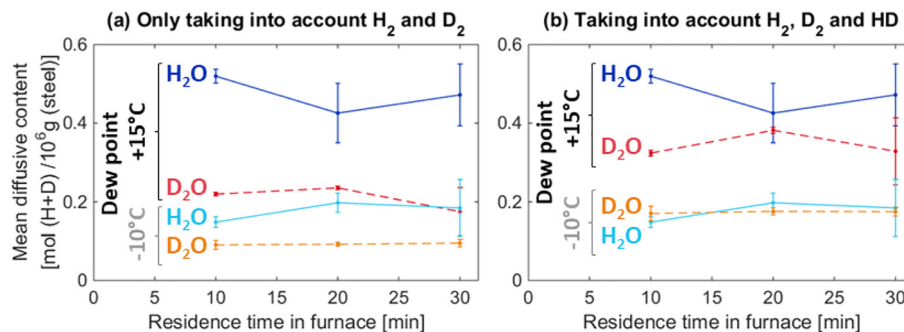 (a) Only taking into account H₂ and D₂
(b) Taking into account H₂, D₂ and HD
Mean diffusive content
[mol (H+D) /10⁶g (steel)]
0.6
0.4
0.2
0
Dew point
+15°C
-10°C
H₂O
D₂O
H₂O
D₂O
0 5 10 15 20 25 30
Residence time in furnace [min]
0.6
0.4
0.2
0
Dew point
+15°C
-10°C
H₂O
D₂O
D₂O
H₂O
0 5 10 15 20 25 30
Residence time in furnace [min]